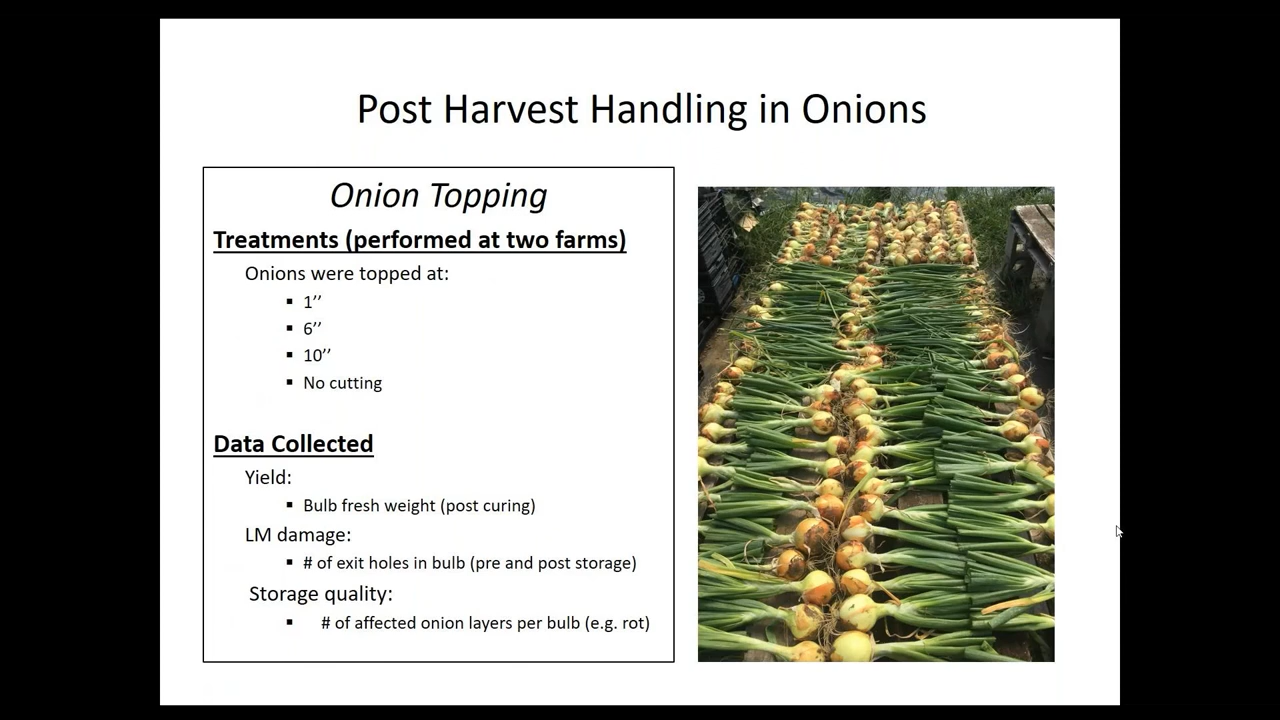 Post Harvest Handling in Onions
Onion Topping
Treatments (performed at two farms)
Onions were topped at:
▪ 1’’
▪ 6’’
▪ 10’’
▪ No cutting
Data Collected
Yield:
▪ Bulb fresh weight (post curing)
LM damage:
▪ # of exit holes in bulb (pre and post storage)
Storage quality:
▪ # of affected onion layers per bulb (e.g. rot)